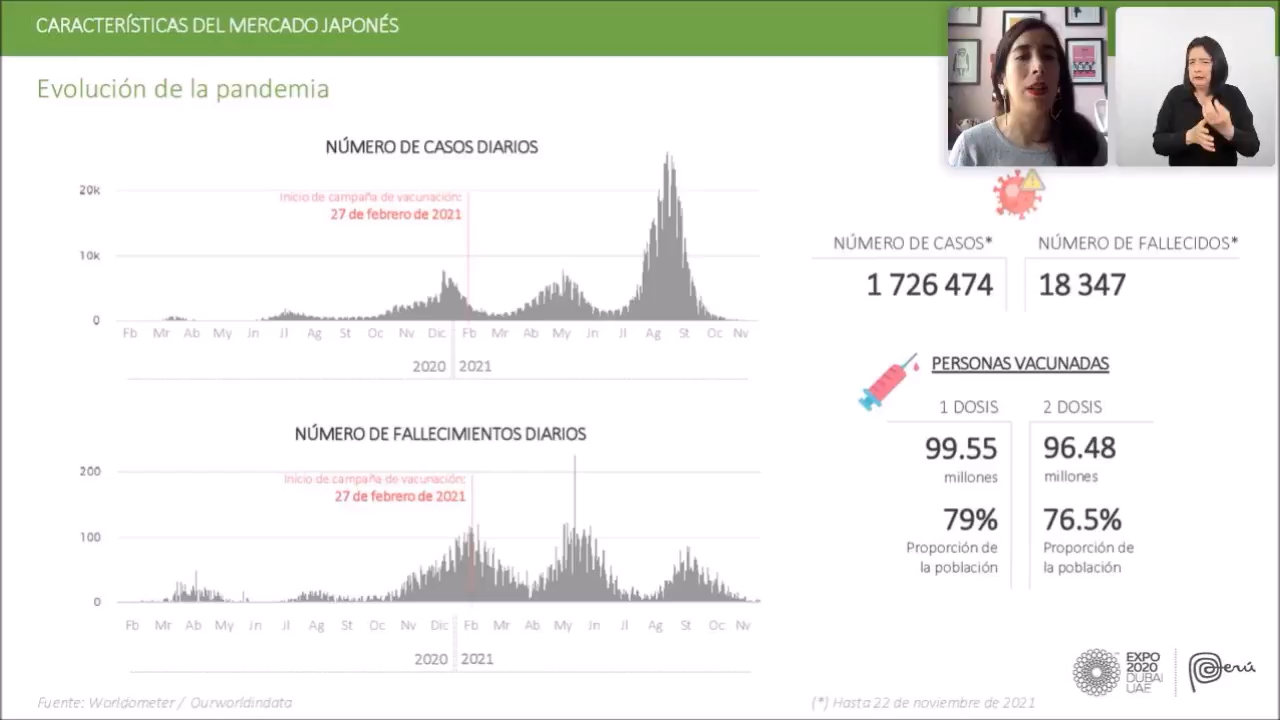 CARACTERÍSTICAS DEL MERCADO JAPONÉS
Evolución de la pandemia
NÚMERO DE CASOS DIARIOS
20k
10k
0
Inicio de campaña de vacunación:
27 de febrero de 2021
Fb Mr Ab My Jn Jl Ag St Oc Nv Dic Fb Mr Ab My Jn Jl Ag St Oc Nv
2020 2021
NÚMERO DE FALLECIMIENTOS DIARIOS
200
100
0
Inicio de campaña de vacunación:
27 de febrero de 2021
Fb Mr Ab My Jn Jl Ag St Oc Nv Dic Fb Mr Ab My Jn Jl Ag St Oc Nv
2020 2021
Fuente: Worldometer / Ourworldindata
NÚMERO DE CASOS*
1 726 474
NÚMERO DE FALLECIDOS*
18 347
PERSONAS VACUNADAS
1 DOSIS
99.55
millones
79%
Proporción de
la población
2 DOSIS
96.48
millones
76.5%
Proporción de
la población
EXPO
2020
DUBAI
UAE
Perú
(*) Hasta 22 de noviembre de 2021